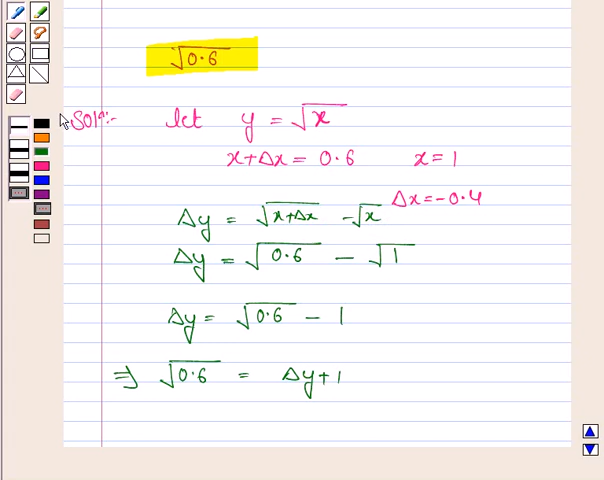 √0.6
Soln:- let y = √x
x+Δx = 0.6 x=1
Δx=-0.4
Δy = √x+Δx - √x
Δy = √0.6 - √1
Δy = √0.6 - 1
⇒ √0.6 = Δy+1